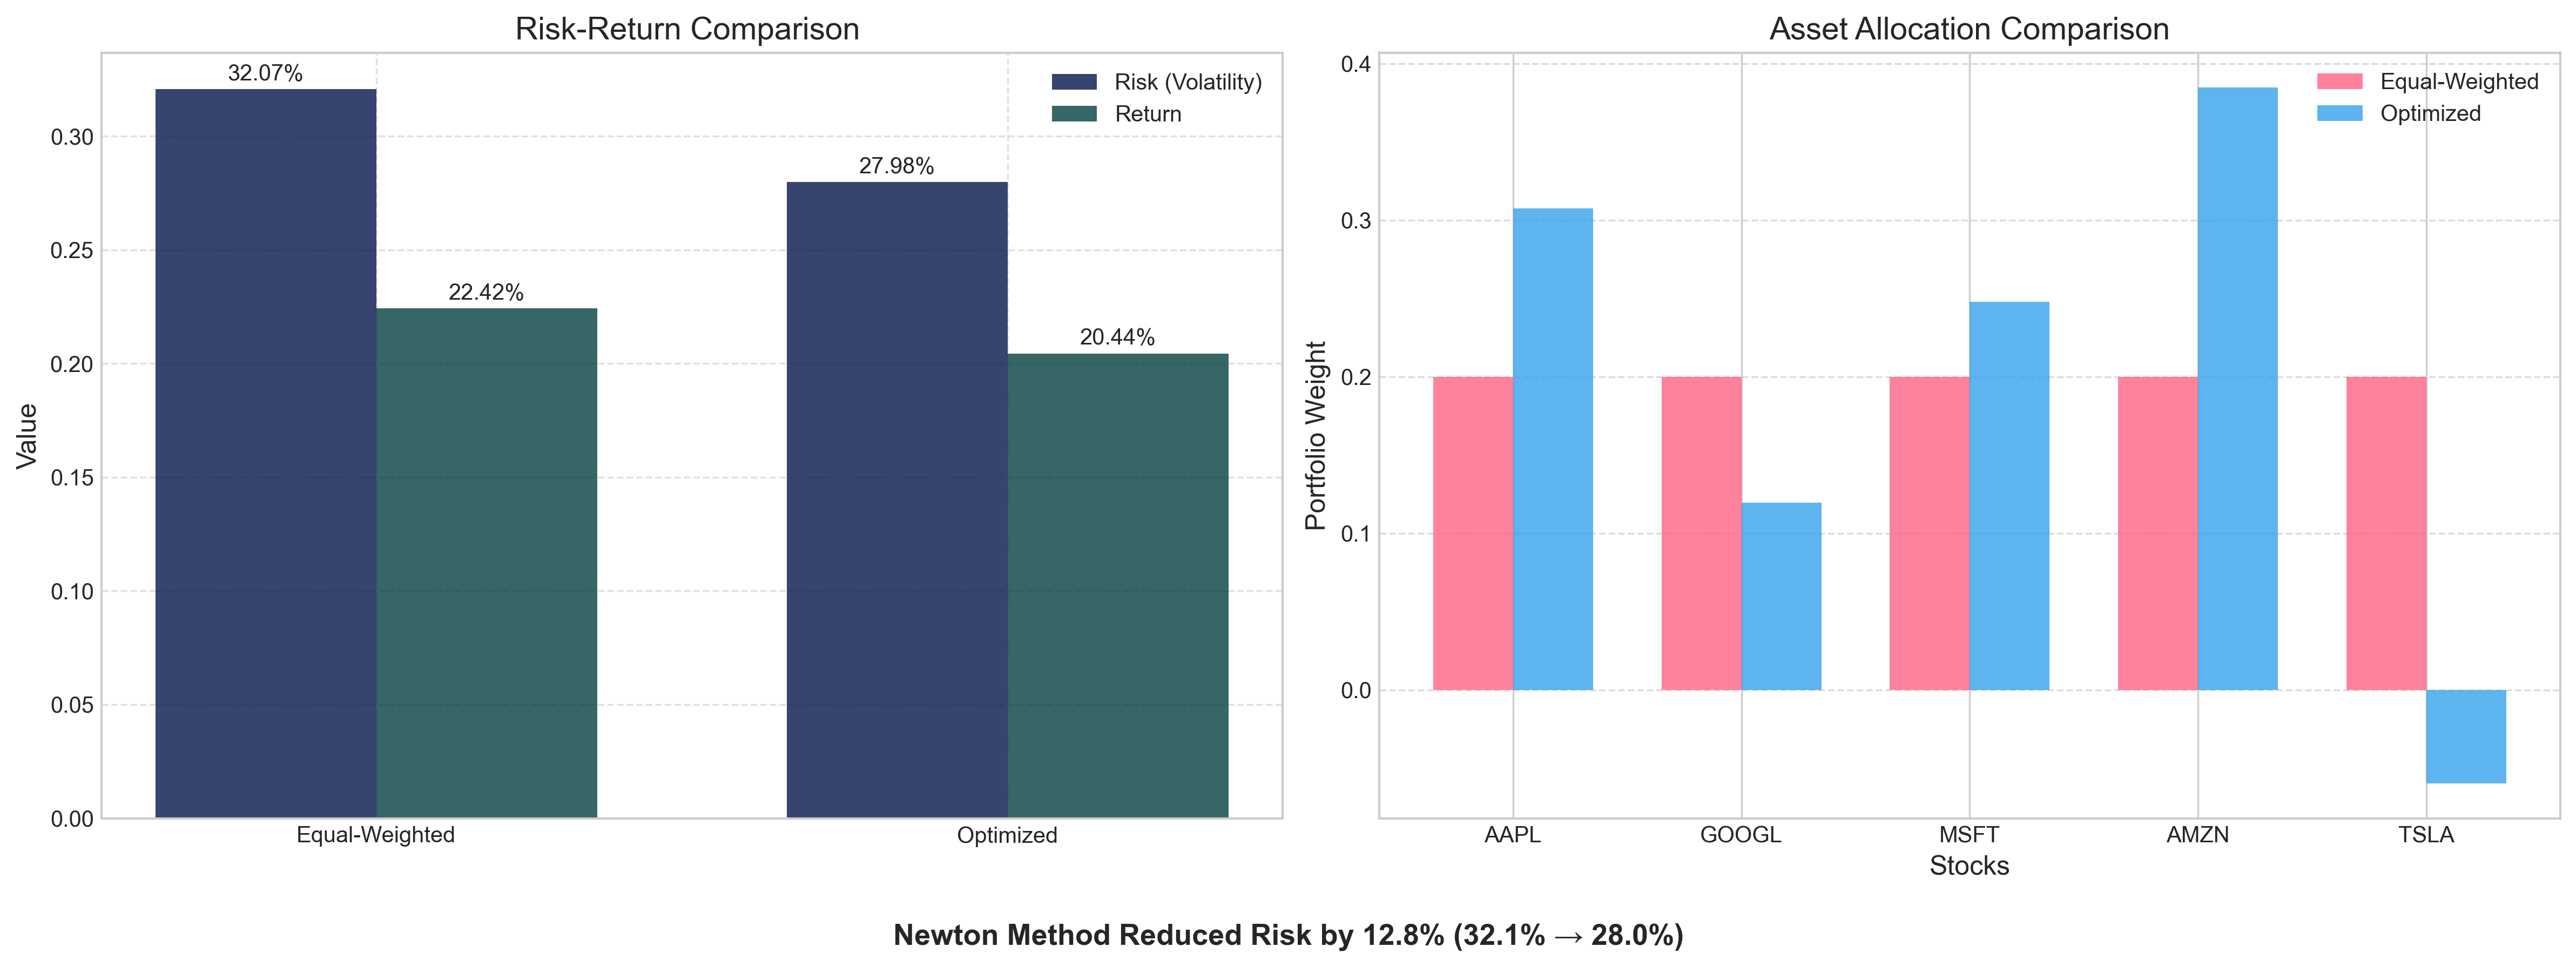 Risk-Return Comparison
Value
0.30
0.25
0.20
0.15
0.10
0.05
0.00
32.07%
22.42%
27.98%
20.44%
Risk (Volatility)
Return
Equal-Weighted
Optimized
Asset Allocation Comparison
Portfolio Weight
0.4
0.3
0.2
0.1
0.0
Equal-Weighted
Optimized
AAPL
GOOGL
MSFT
AMZN
TSLA
Stocks
Newton Method Reduced Risk by 12.8% (32.1% → 28.0%)